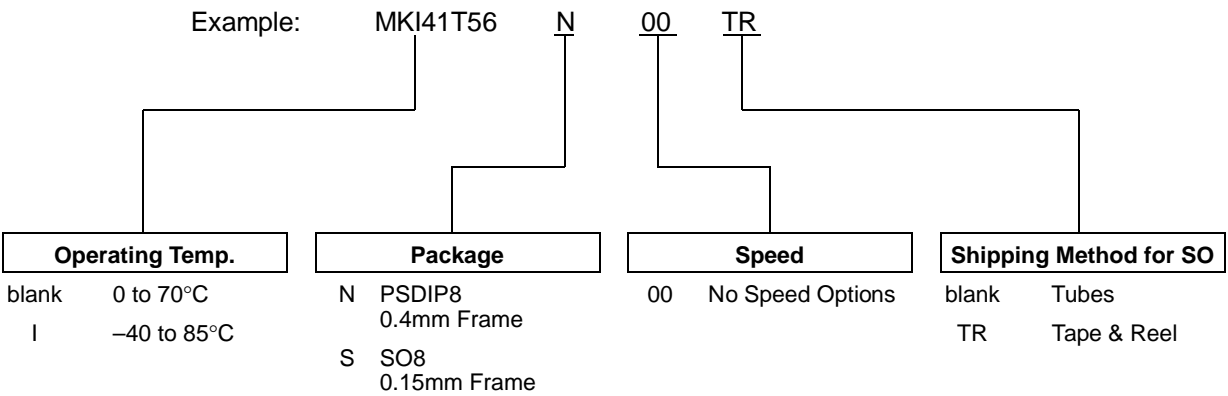 Example: MKI41T56 N 00 TR
Operating Temp. Package Speed Shipping Method for SO
blank 0 to 70°C N PSDIP8 00 No Speed Options blank Tubes
0.4mm Frame
I –40 to 85°C TR Tape & Reel
S SO8
0.15mm Frame